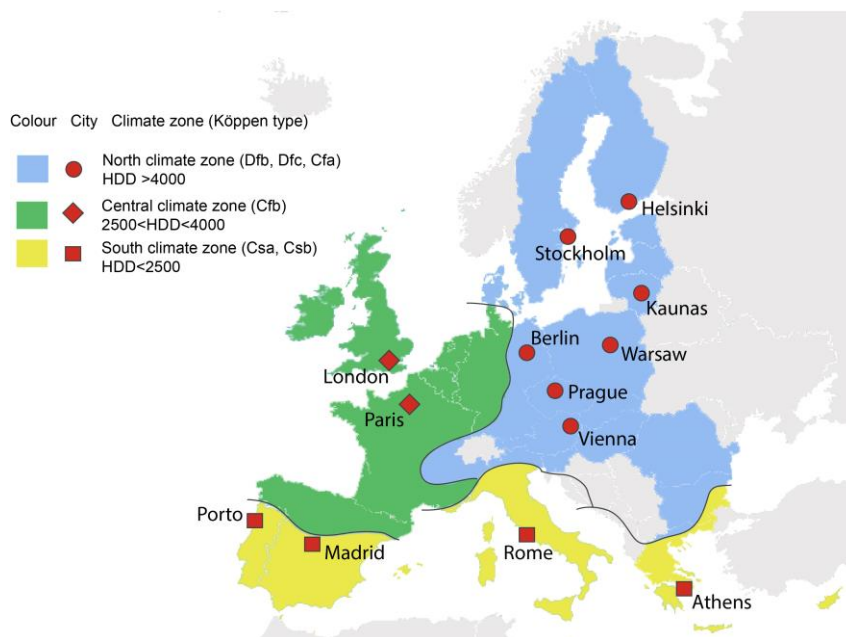 Colour City Climate zone (Köppen type)
North climate zone (Dfb, Dfc, Cfa)
HDD >4000
Central climate zone (Cfb)
2500<HDD<4000
South climate zone (Csa, Csb)
HDD<2500
Helsinki
Stockholm
Kaunas
Berlin
Warsaw
London
Prague
Paris
Vienna
Porto
Madrid
Rome
Athens